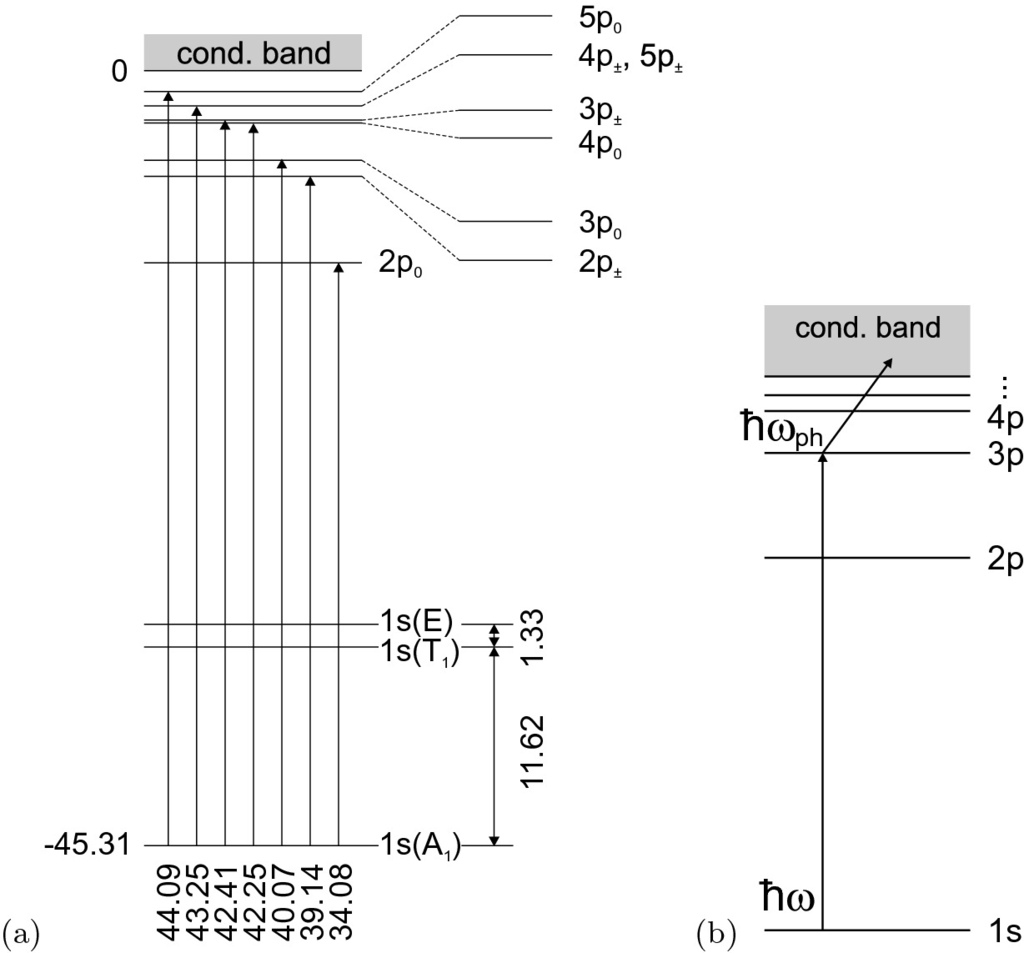 cond. band
0
5p₀
4p±, 5p±
3p±
4p₀
3p₀
2p±
2p₀
1s(E)
1s(T₁)
1.33
11.62
-45.31
1s(A₁)
44.09
43.25
42.41
42.25
40.07
39.14
34.08
(a)
cond. band
⋮
4p
ħω_ph
3p
2p
ħω
1s
(b)